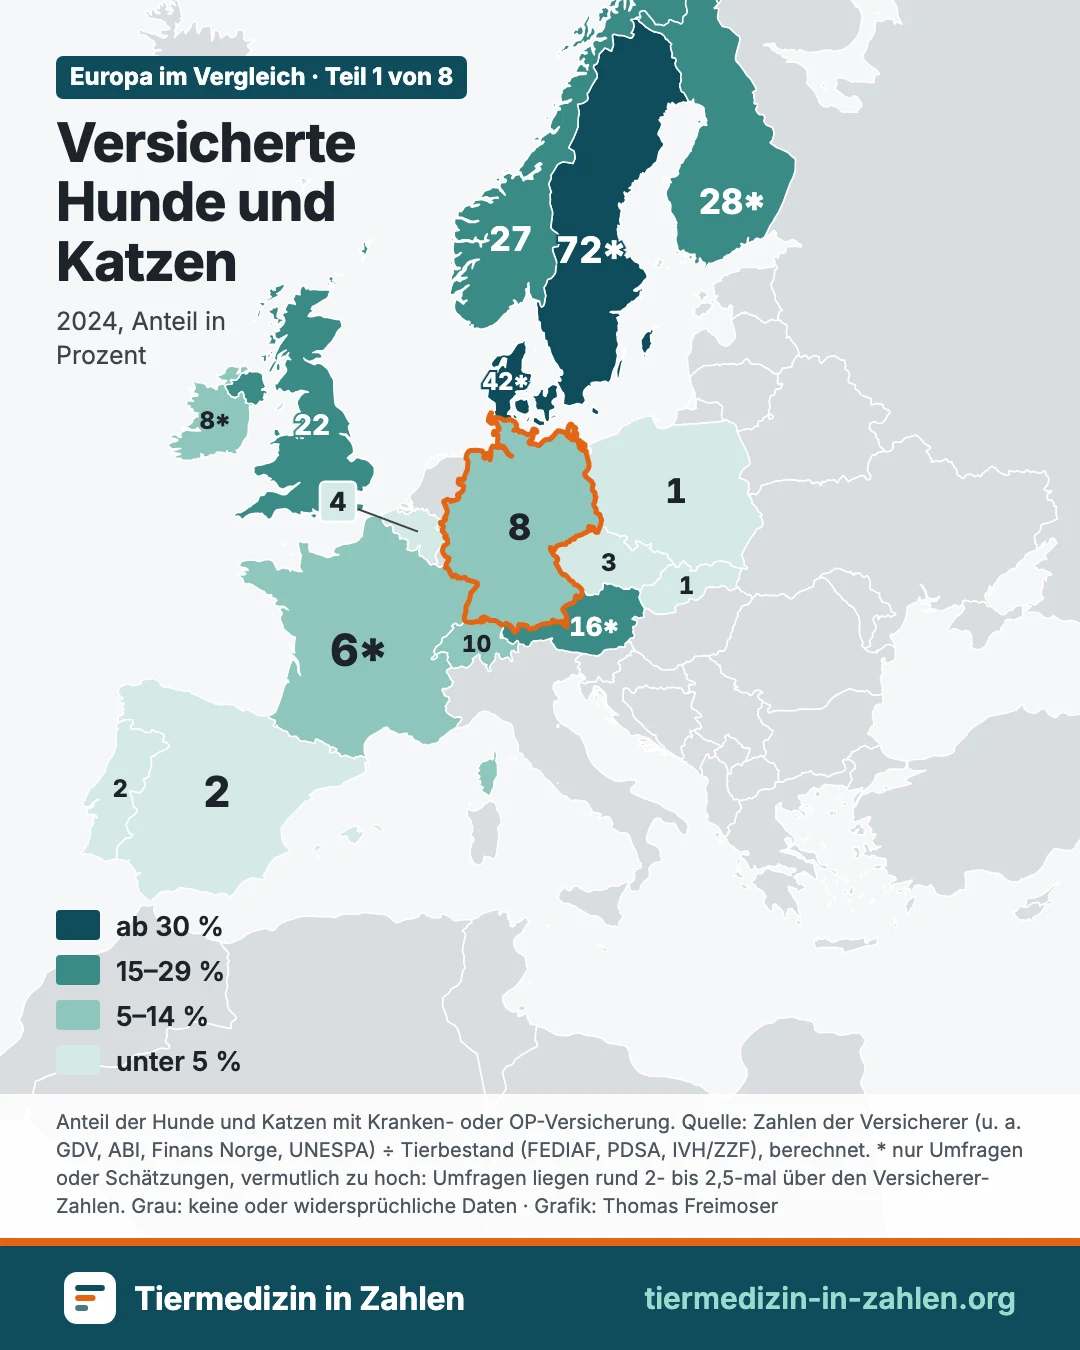 Europa im Vergleich · Teil 1 von 8
Versicherte
Hunde und
Katzen
2024, Anteil in
Prozent
28*
27
72*
42*
8*
22
4
8
1
3
1
16*
10
6*
2
2
ab 30 %
15–29 %
5–14 %
unter 5 %
Anteil der Hunde und Katzen mit Kranken- oder OP-Versicherung. Quelle: Zahlen der Versicherer (u. a.
GDV, ABI, Finans Norge, UNESPA) ÷ Tierbestand (FEDIAF, PDSA, IVH/ZZF), berechnet. * nur Umfragen
oder Schätzungen, vermutlich zu hoch: Umfragen liegen rund 2- bis 2,5-mal über den Versicherer-
Zahlen. Grau: keine oder widersprüchliche Daten · Grafik: Thomas Freimoser
Tiermedizin in Zahlen
tiermedizin-in-zahlen.org